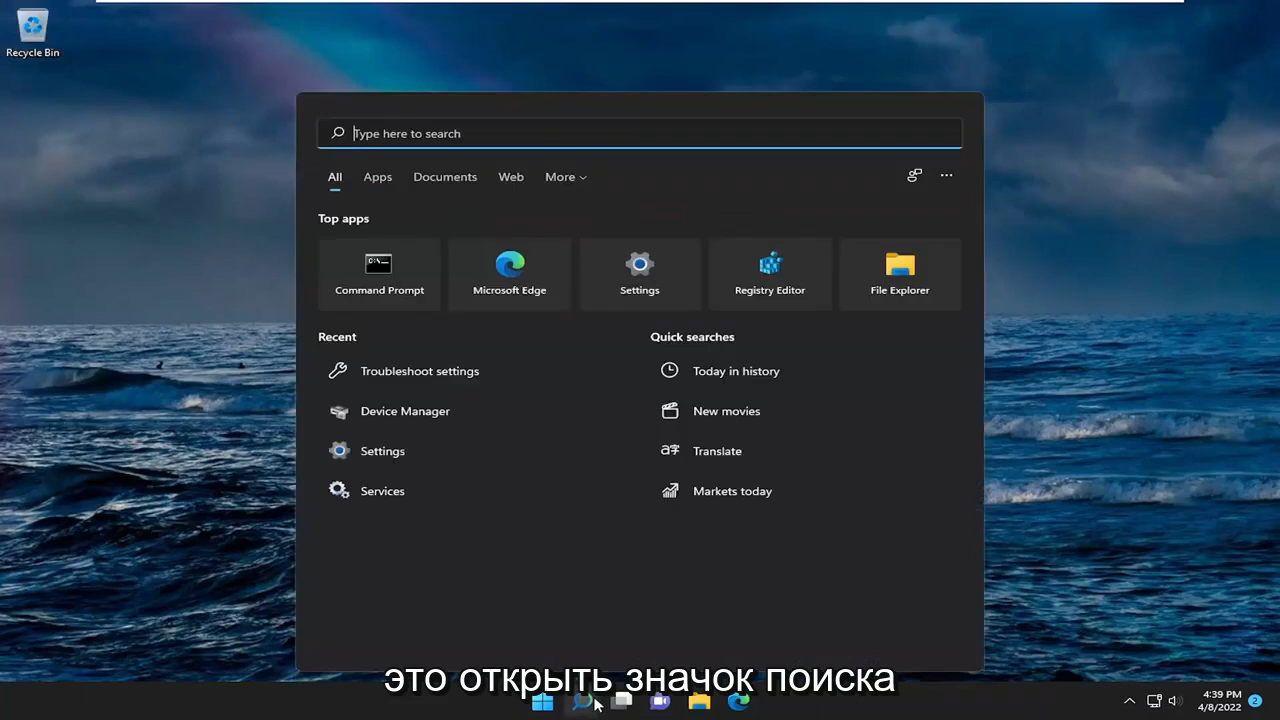 Recycle Bin
Type here to search
All Apps Documents Web More
Top apps
Command Prompt Microsoft Edge Settings Registry Editor File Explorer
Recent Quick searches
Troubleshoot settings Today in history
Device Manager New movies
Settings Translate
Services Markets today
это открыть значок поиска
4:39 PM
4/8/2022 2